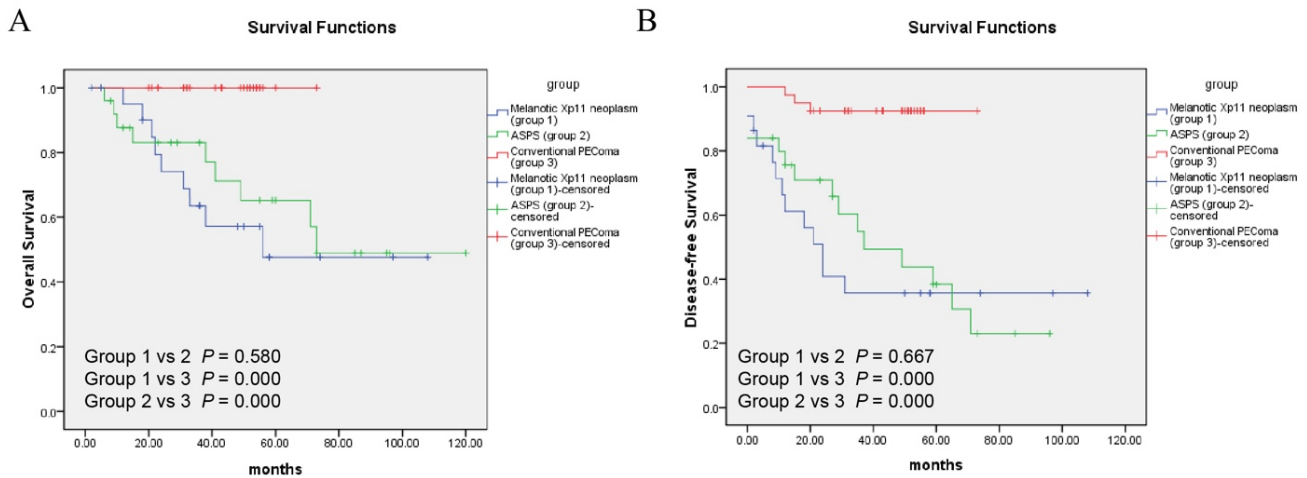 A
Survival Functions
Overall Survival
1.0
0.8
0.6
0.4
0.2
0.0
0.00
20.00
40.00
60.00
80.00
100.00
120.00
months
Group 1 vs 2 P = 0.580
Group 1 vs 3 P = 0.000
Group 2 vs 3 P = 0.000
group
Melanotic Xp11 neoplasm
(group 1)
ASPS (group 2)
Conventional PEComa
(group 3)
Melanotic Xp11 neoplasm
(group 1)-censored
ASPS (group 2)-
censored
Conventional PEComa
(group 3)-censored
B
Survival Functions
Disease-free Survival
1.0
0.8
0.6
0.4
0.2
0.0
0.00
20.00
40.00
60.00
80.00
100.00
120.00
months
Group 1 vs 2 P = 0.667
Group 1 vs 3 P = 0.000
Group 2 vs 3 P = 0.000
group
Melanotic Xp11 neoplasm
(group 1)
ASPS (group 2)
Conventional PEComa
(group 3)
Melanotic Xp11 neoplasm
(group 1)-censored
ASPS (group 2)-
censored
Conventional PEComa
(group 3)-censored